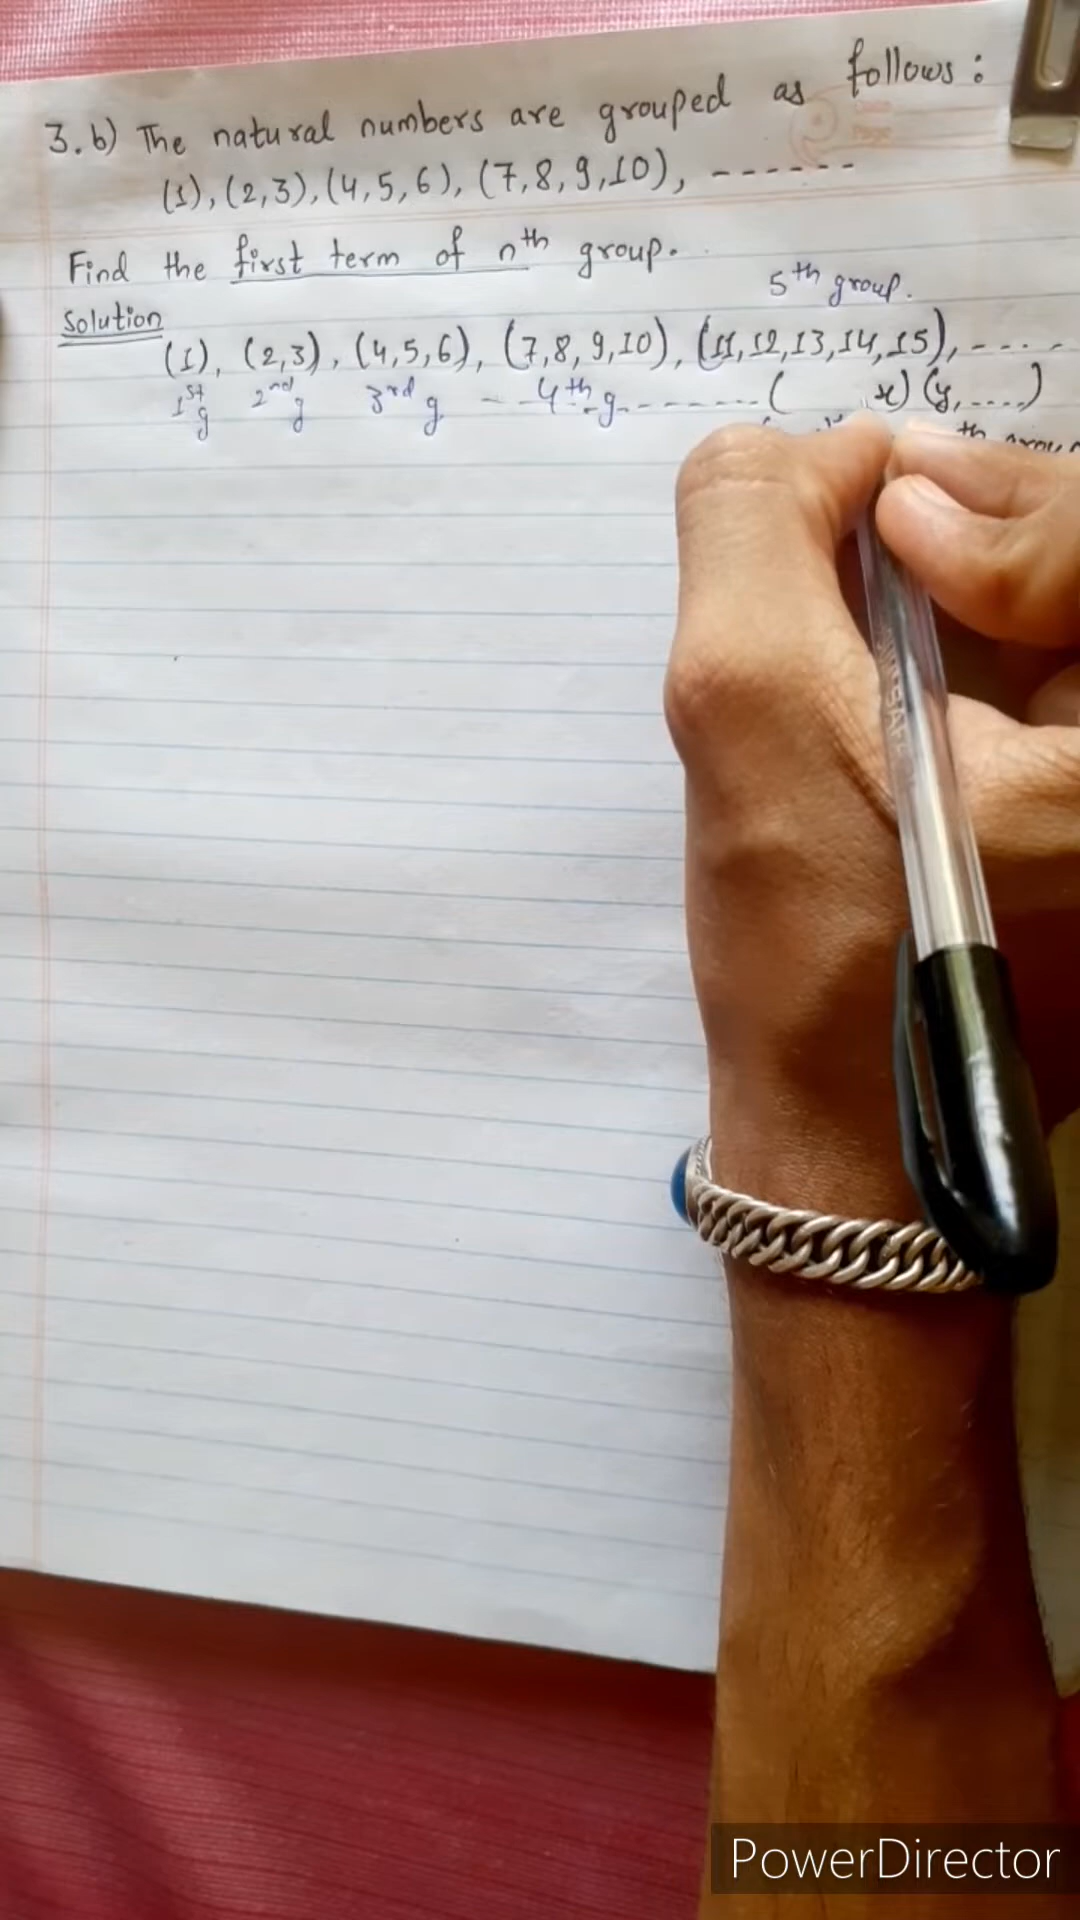 3. b) The natural numbers are grouped as follows :
(1), (2,3), (4,5,6), (7,8,9,10), ------
Find the first term of nth group.
5th group.
Solution
(1), (2,3), (4,5,6), (7,8,9,10), (11,12,13,14,15), - - - -
1st g 2nd g 3rd g - - 4th g - - - - - - - ( x) (y, ....)
th group
PowerDirector